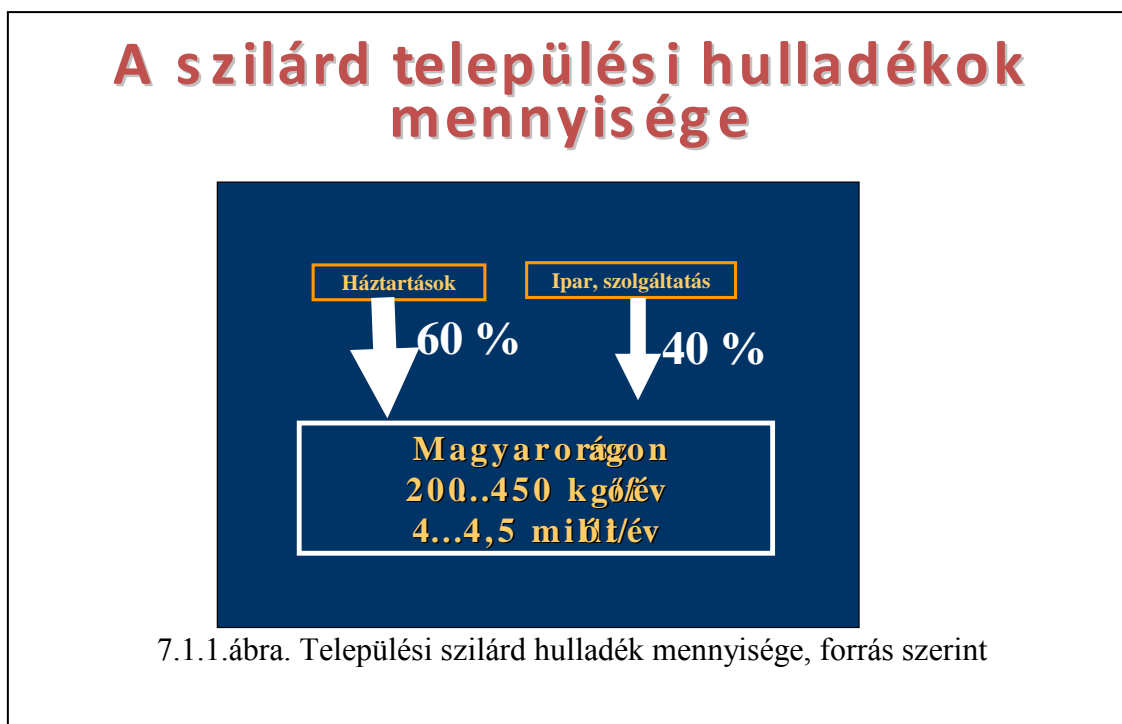 A szilárd települési hulladékok
mennyisége
Háztartások
Ipar, szolgáltatás
60 %
40 %
Magyarországon
200...450 kg/fő/év
4...4,5 millió t/év
7.1.1.ábra. Települési szilárd hulladék mennyisége, forrás szerint